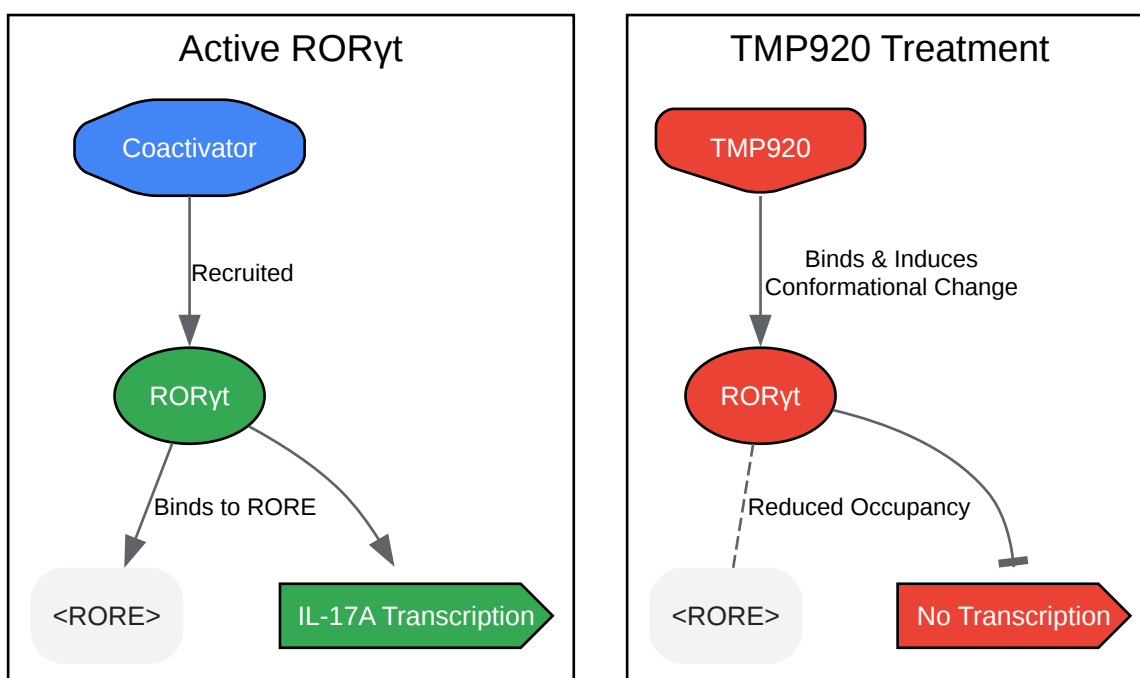 Active RORγt
Coactivator
Recruited
RORγt
Binds to RORE
<RORE>
IL-17A Transcription
TMP920 Treatment
TMP920
Binds & Induces
Conformational Change
RORγt
Reduced Occupancy
<RORE>
No Transcription